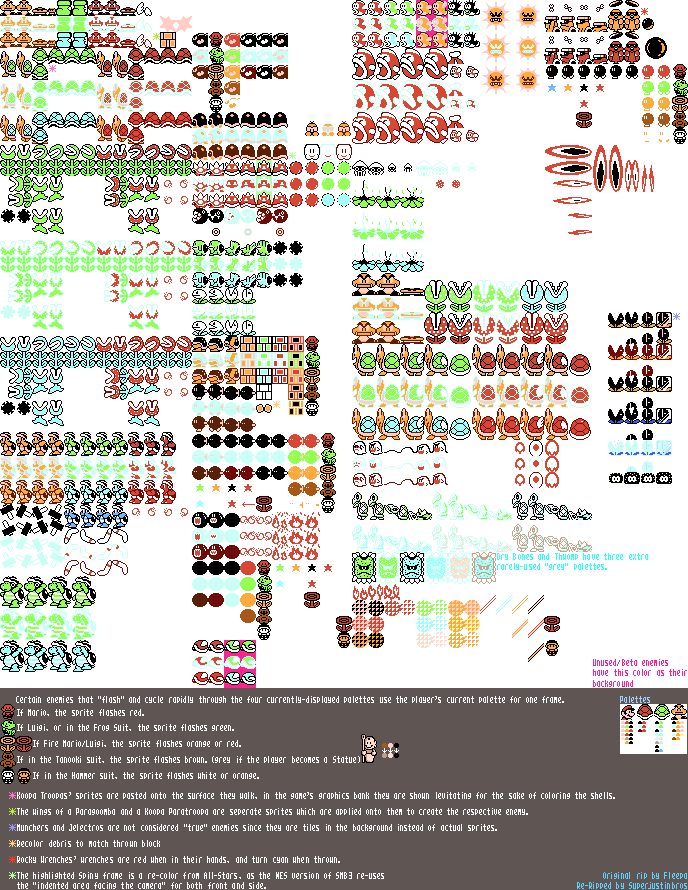 Dry Bones and Thwomp have three extra
rarely-used "grey" palettes.
Unused/Beta enemies
have this color as their
background
Certain enemies that "flash" and cycle rapidly through the four currently-displayed palettes use the player's current palette for one frame.
Palettes
If Mario, the sprite flashes red.
If Luigi, or in the Frog Suit, the sprite flashes green.
If Fire Mario/Luigi, the sprite flashes orange or red.
If in the Tanooki suit, the sprite flashes brown. (grey if the player becomes a Statue)
If in the Hammer suit, the sprite flashes white or orange.
*Koopa Troopas' sprites are pasted onto the surface they walk, in the game's graphics bank they are shown levitating for the sake of coloring the shells.
*The wings of a Paragoomba and a Koopa Paratroopa are seperate sprites which are applied onto them to create the respective enemy.
*Munchers and Jelectros are not considered "true" enemies since they are tiles in the background instead of actual sprites.
*Recolor debris to match thrown block
*Rocky Wrenches' wrenches are red when in their hands, and turn cyan when thrown.
*The highlighted Spiny frame is a re-color from All-Stars, as the NES version of SMB3 re-uses
the "indented area facing the camera" for both front and side.
Original rip by Fleepa
Re-Ripped by Superjustinbros